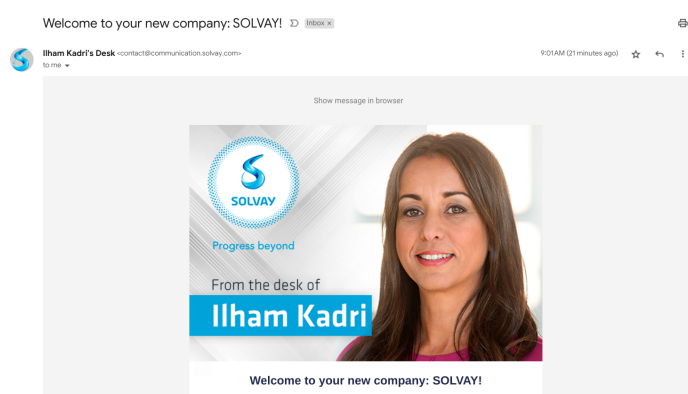 Welcome to your new company: SOLVAY! Inbox ×
Ilham Kadri's Desk <contact@communication.solvay.com> 9:01 AM (21 minutes ago)
to me
Show message in browser
SOLVAY
Progress beyond
From the desk of
Ilham Kadri
Welcome to your new company: SOLVAY!